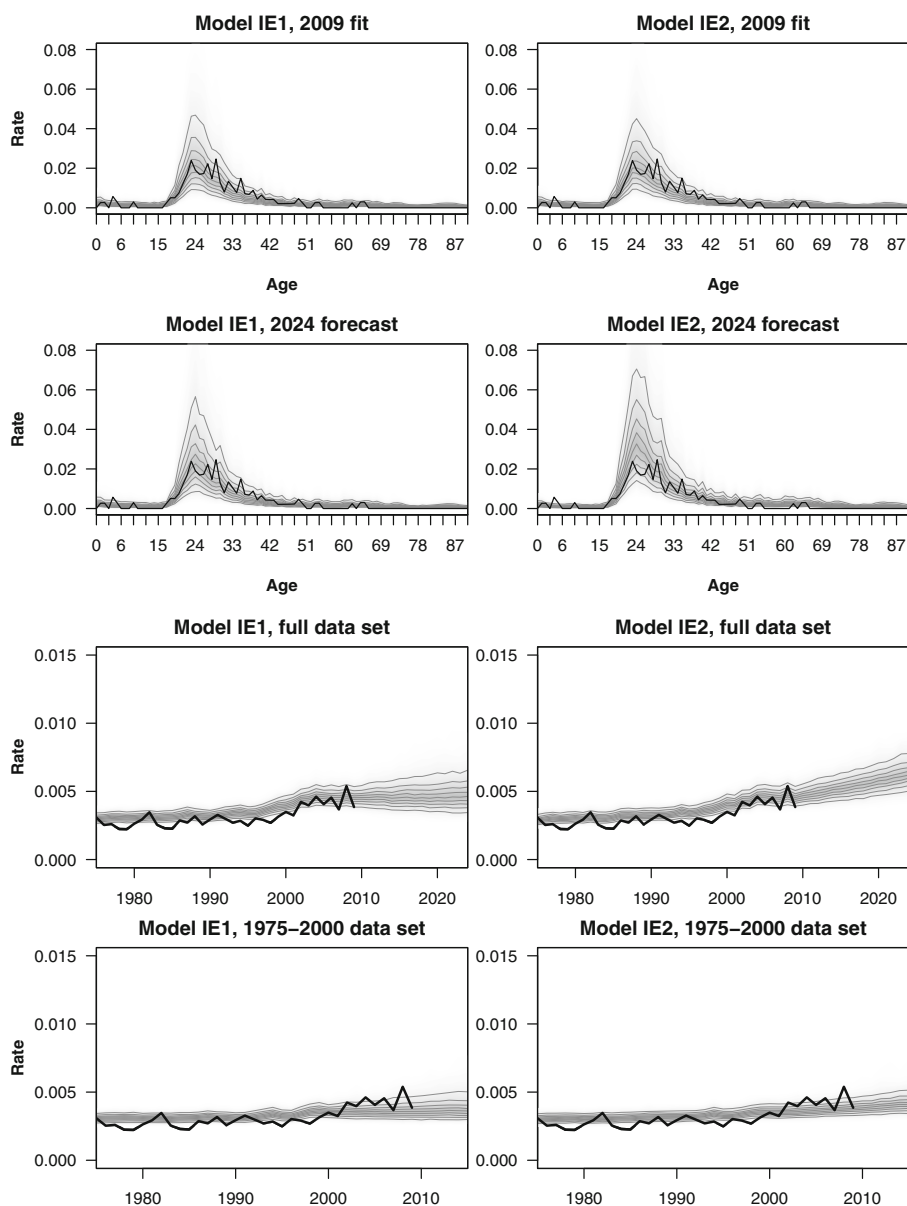 Model IE1, 2009 fit
Model IE2, 2009 fit
Rate
0.08
0.06
0.04
0.02
0.00
0.08
0.06
0.04
0.02
0.00
0 6 15 24 33 42 51 60 69 78 87
0 6 15 24 33 42 51 60 69 78 87
Age
Age
Model IE1, 2024 forecast
Model IE2, 2024 forecast
Rate
0.08
0.06
0.04
0.02
0.00
0.08
0.06
0.04
0.02
0.00
0 6 15 24 33 42 51 60 69 78 87
0 6 15 24 33 42 51 60 69 78 87
Age
Age
Model IE1, full data set
Model IE2, full data set
Rate
0.015
0.010
0.005
0.000
0.015
0.010
0.005
0.000
1980 1990 2000 2010 2020
1980 1990 2000 2010 2020
Model IE1, 1975–2000 data set
Model IE2, 1975–2000 data set
Rate
0.015
0.010
0.005
0.000
0.015
0.010
0.005
0.000
1980 1990 2000 2010
1980 1990 2000 2010